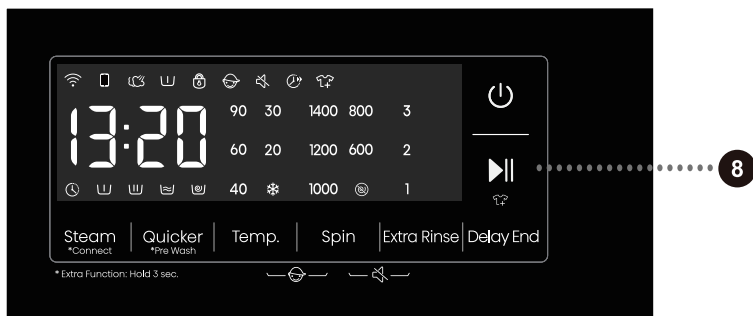 13:20
90 30 1400 800 3
60 20 1200 600 2
8
40 1000 1
Steam Quicker Temp. Spin Extra Rinse Delay End
*Connect *Pre Wash
* Extra Function: Hold 3 sec.